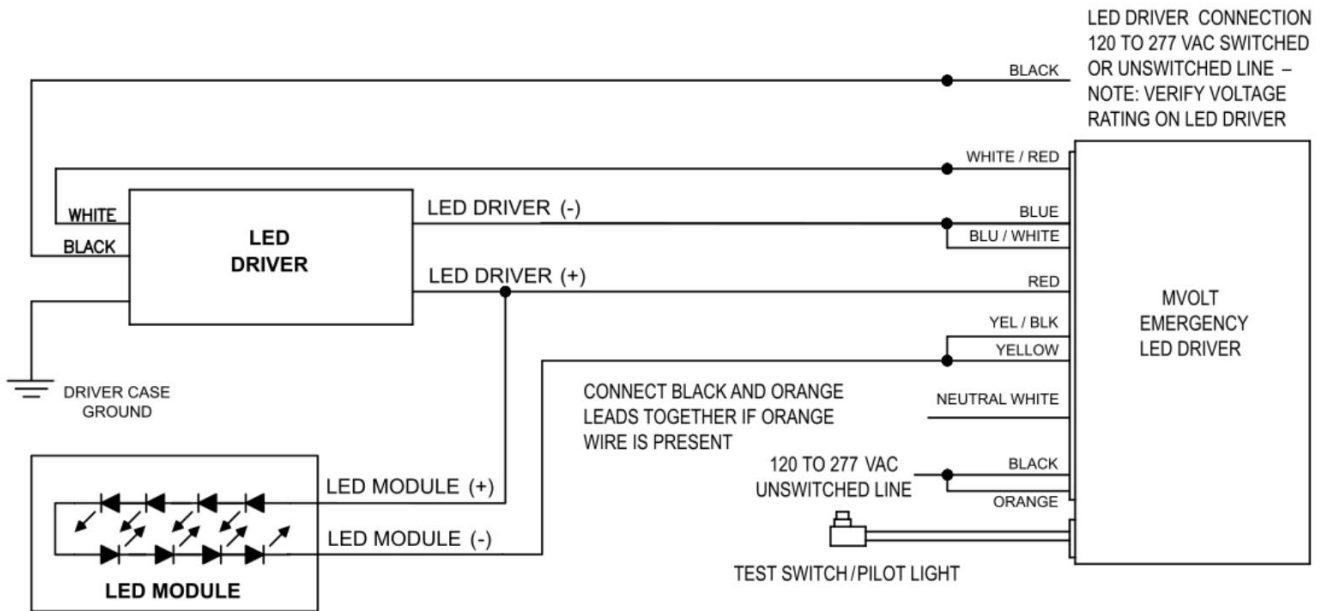 LED DRIVER CONNECTION
120 TO 277 VAC SWITCHED
OR UNSWITCHED LINE –
NOTE: VERIFY VOLTAGE
RATING ON LED DRIVER
BLACK
WHITE / RED
WHITE
BLACK
LED
DRIVER
LED DRIVER (-)
LED DRIVER (+)
BLUE
BLU / WHITE
RED
YEL / BLK
YELLOW
NEUTRAL WHITE
BLACK
ORANGE
MVOLT
EMERGENCY
LED DRIVER
DRIVER CASE
GROUND
CONNECT BLACK AND ORANGE
LEADS TOGETHER IF ORANGE
WIRE IS PRESENT
120 TO 277 VAC
UNSWITCHED LINE
LED MODULE (+)
LED MODULE (-)
LED MODULE
TEST SWITCH/PILOT LIGHT